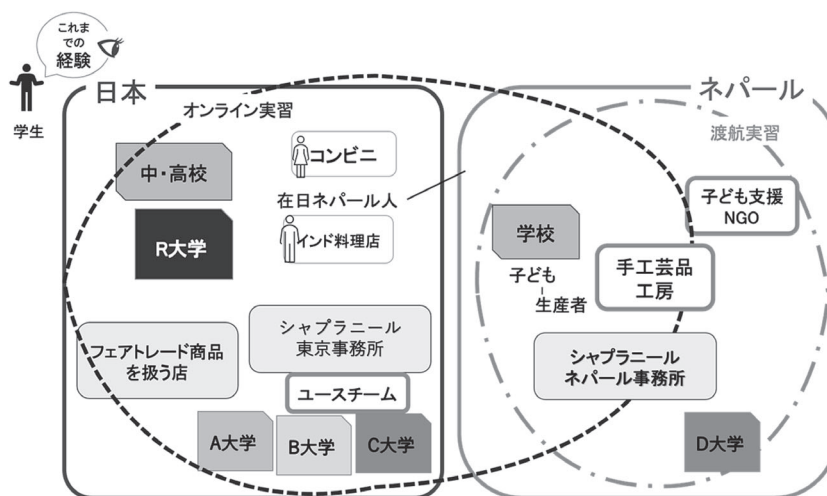 これま
での
経験
学生
日本
オンライン実習
中・高校
コンビニ
在日ネパール人
R大学
インド料理店
シャプラニール
東京事務所
フェアトレード商品
を扱う店
ユースチーム
A大学
B大学
C大学
ネパール
渡航実習
子ども支援
NGO
学校
子ども
生産者
手工芸品
工房
シャプラニール
ネパール事務所
D大学